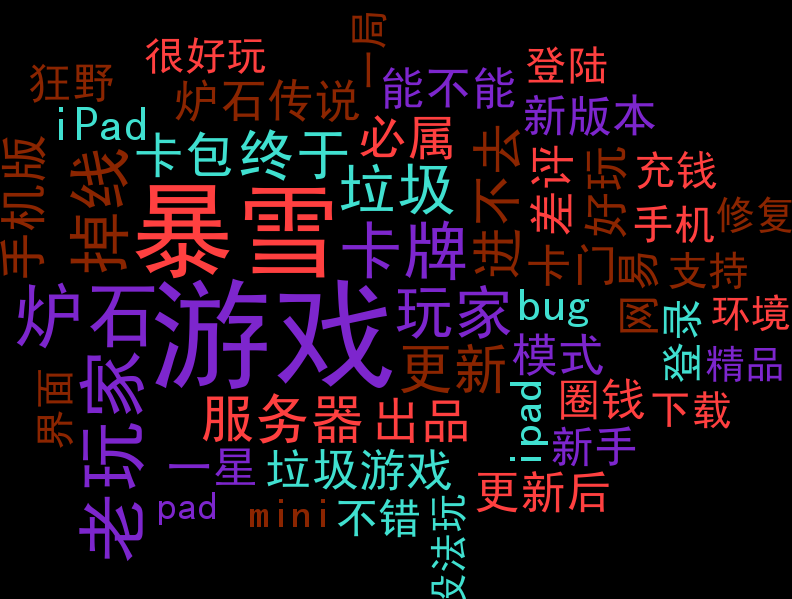 一局
很好玩
登陆
狂野
炉石传说
能不能
新版本
iPad
卡包
终于
必属
进不去
差评
好玩
充钱
手机版
掉线
暴雪
垃圾
卡牌
手机
修复
卡门
网易
支持
炉石
游戏
玩家
bug
登录
环境
更新
模式
精品
界面
老玩家
服务器
出品
ipad
圈钱
下载
一星
垃圾游戏
新手
pad
mini
不错
没法玩
更新后